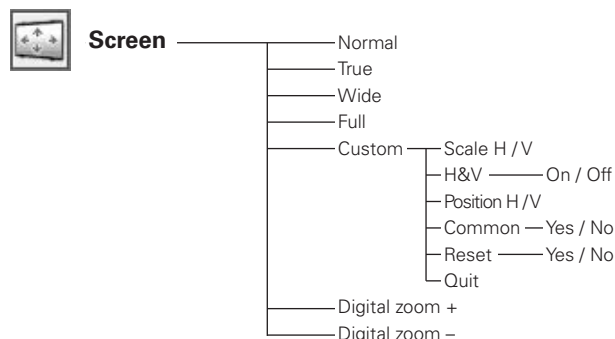 Screen Normal
True
Wide
Full
Custom Scale H / V
H&V On / Off
Position H /V
Common Yes / No
Reset Yes / No
Quit
Digital zoom +
Digital zoom –